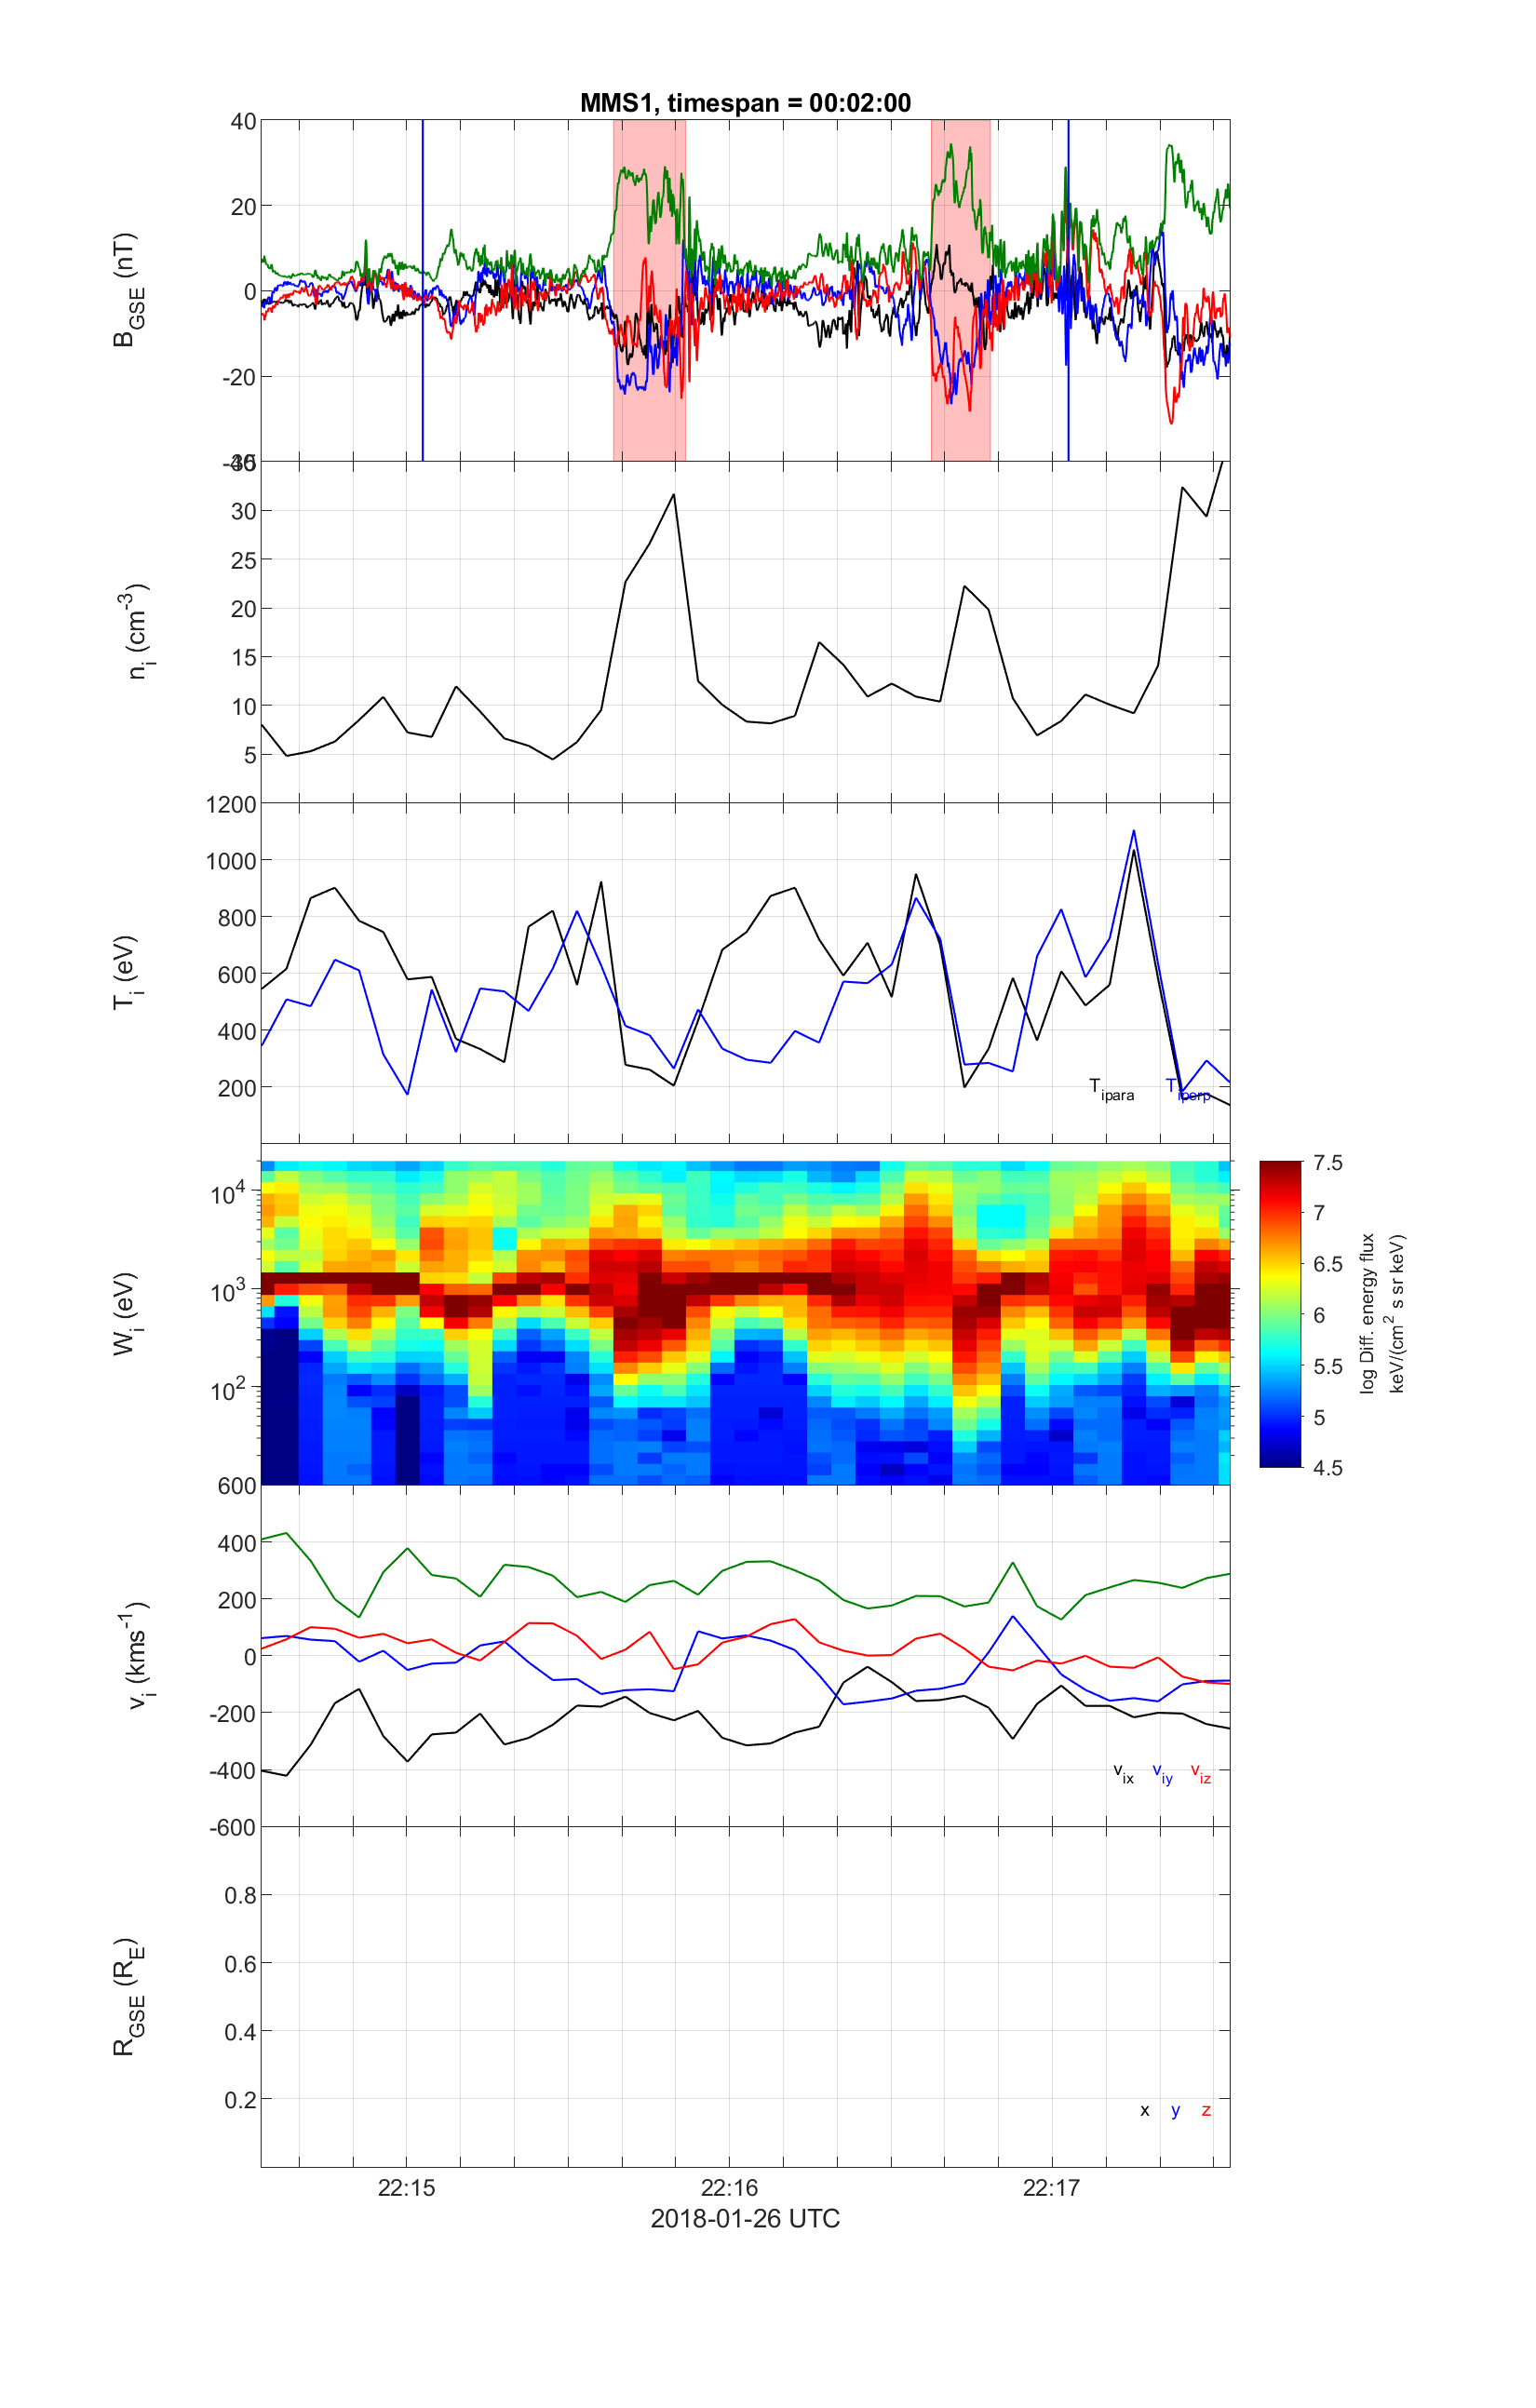 MMS1, timespan = 00:02:00
40
20
0
-20
-40
B_GSE (nT)
35
30
25
20
15
10
5
n_i (cm^-3)
1200
1000
800
600
400
200
T_i (eV)
T_ipara T_iperp
10^4
10^3
10^2
W_i (eV)
7.5
7
6.5
6
5.5
5
4.5
log Diff. energy flux
keV/(cm^2 s sr keV)
600
400
200
0
-200
-400
-600
v_i (kms^-1)
v_ix v_iy v_iz
0.8
0.6
0.4
0.2
R_GSE (R_E)
x y z
22:15 22:16 22:17
2018-01-26 UTC